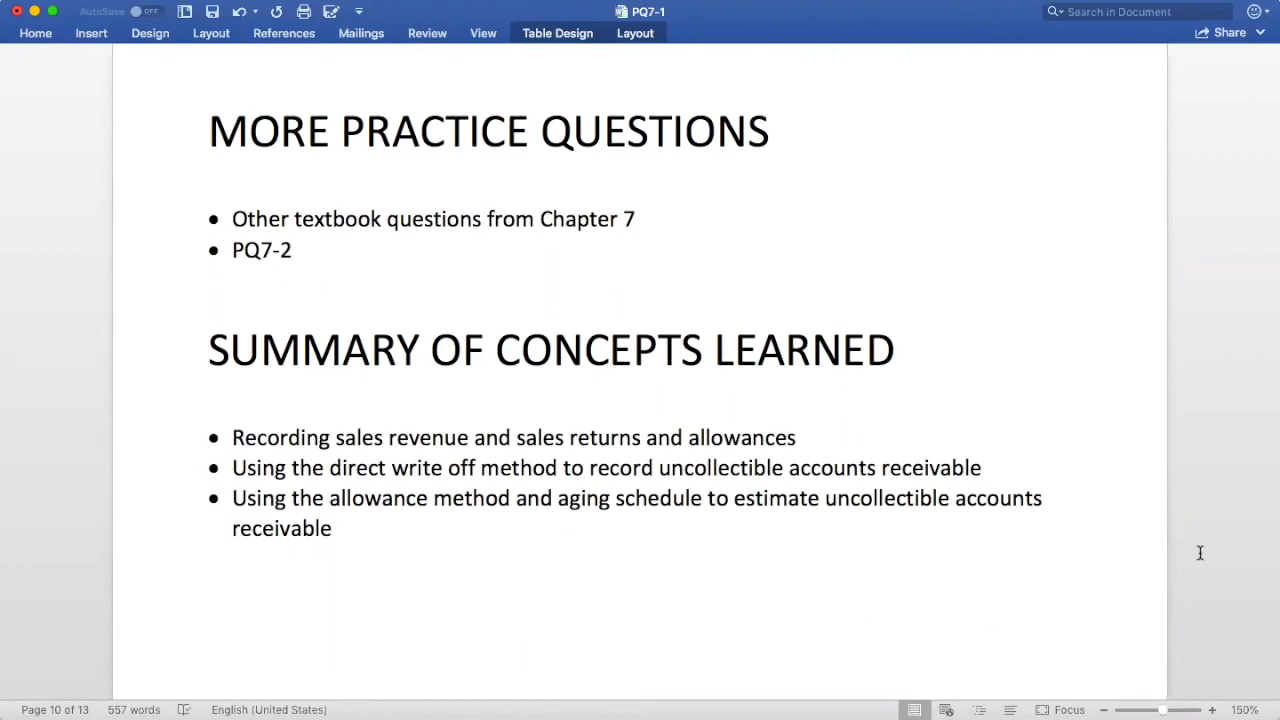 AutoSave OFF
PQ7-1
Search in Document
Home Insert Design Layout References Mailings Review View Table Design Layout Share
MORE PRACTICE QUESTIONS
• Other textbook questions from Chapter 7
• PQ7-2
SUMMARY OF CONCEPTS LEARNED
• Recording sales revenue and sales returns and allowances
• Using the direct write off method to record uncollectible accounts receivable
• Using the allowance method and aging schedule to estimate uncollectible accounts
receivable
Page 10 of 13 557 words English (United States) Focus 150%